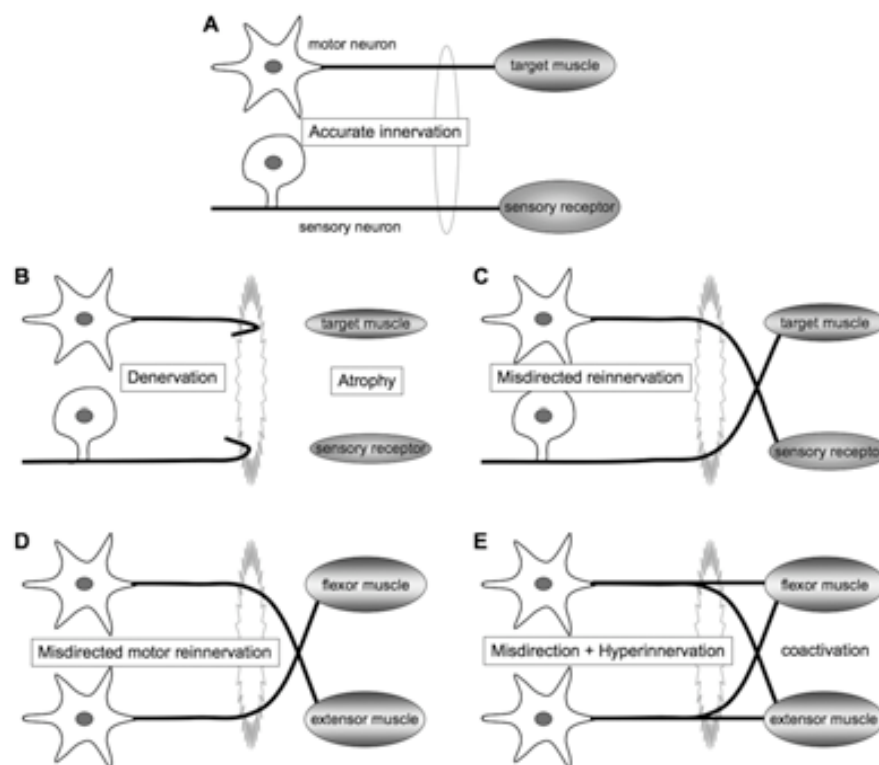 A
motor neuron
target muscle
Accurate innervation
sensory receptor
sensory neuron
B
target muscle
Denervation
Atrophy
sensory receptor
C
target muscle
Misdirected reinnervation
sensory recepto
D
flexor muscle
Misdirected motor reinnervation
extensor muscle
E
flexor muscle
Misdirection + Hyperinnervation
coactivation
extensor muscle